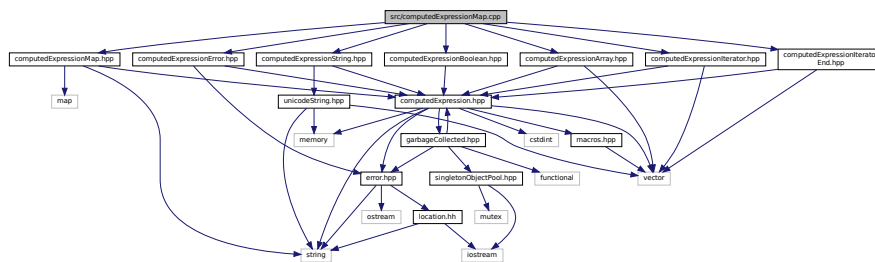 src/computedExpressionMap.cpp
computedExpressionMap.hpp
computedExpressionError.hpp
computedExpressionString.hpp
computedExpressionBoolean.hpp
computedExpressionArray.hpp
computedExpressionIterator.hpp
computedExpressionIterator
End.hpp
map
unicodeString.hpp
computedExpression.hpp
memory
garbageCollected.hpp
cstdint
macros.hpp
error.hpp
singletonObjectPool.hpp
functional
vector
ostream
location.hh
mutex
string
iostream